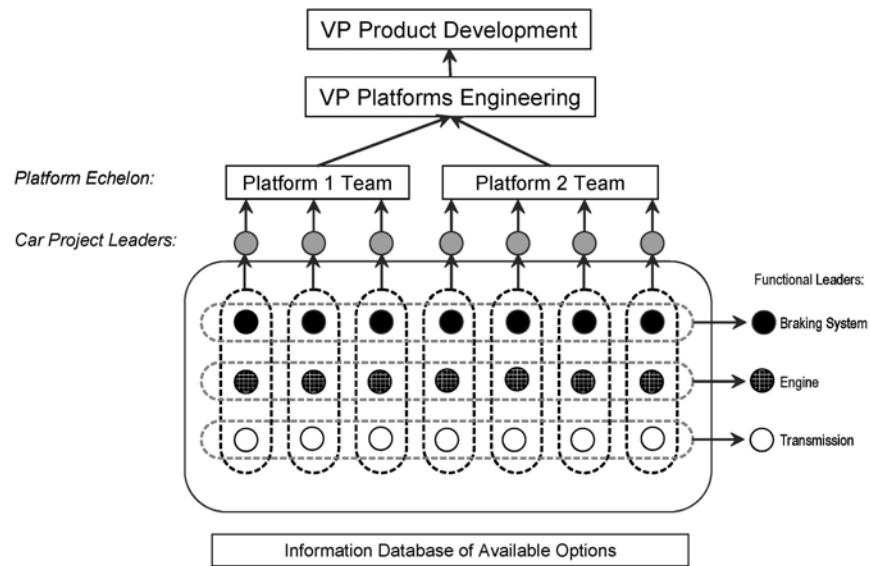 VP Product Development
VP Platforms Engineering
Platform Echelon:
Platform 1 Team
Platform 2 Team
Car Project Leaders:
Functional Leaders:
Braking System
Engine
Transmission
Information Database of Available Options